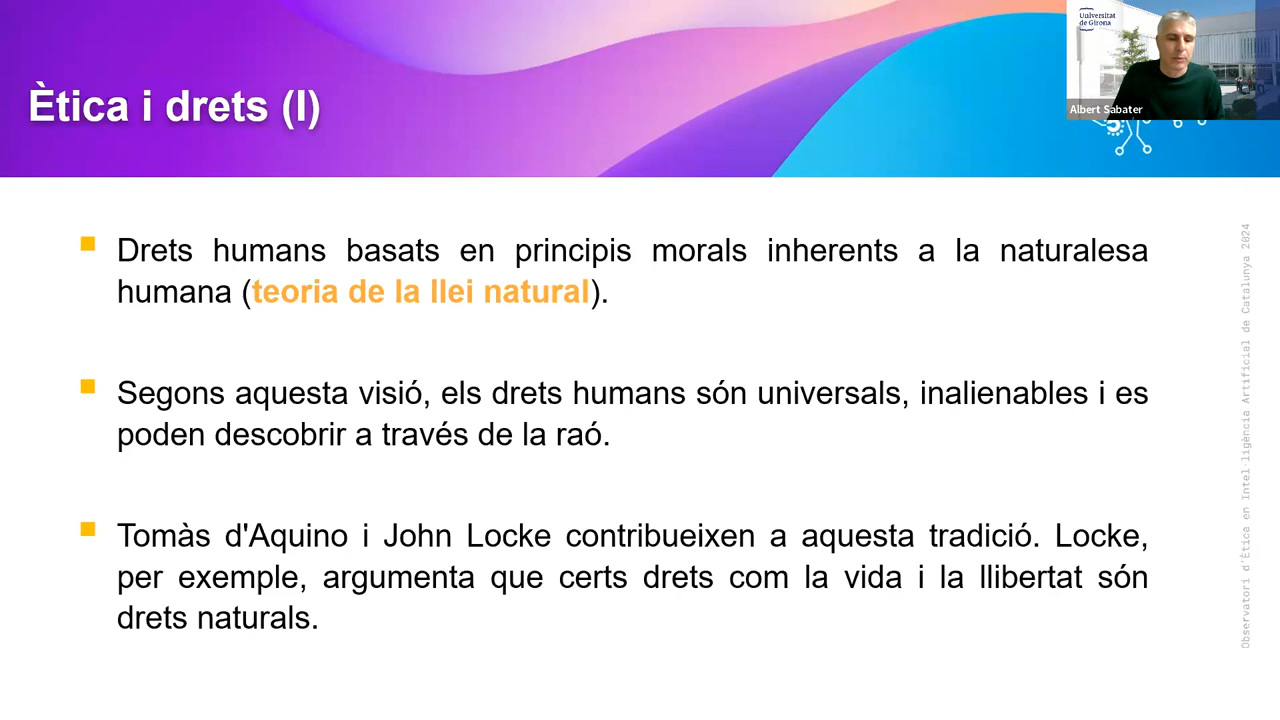 Universitat
de Girona
Albert Sabater
Ètica i drets (I)
Drets humans basats en principis morals inherents a la naturalesa
humana (teoria de la llei natural).
Segons aquesta visió, els drets humans són universals, inalienables i es
poden descobrir a través de la raó.
Tomàs d'Aquino i John Locke contribueixen a aquesta tradició. Locke,
per exemple, argumenta que certs drets com la vida i la llibertat són
drets naturals.
Observatori d'Ètica en Intel·ligència Artificial de Catalunya 2024